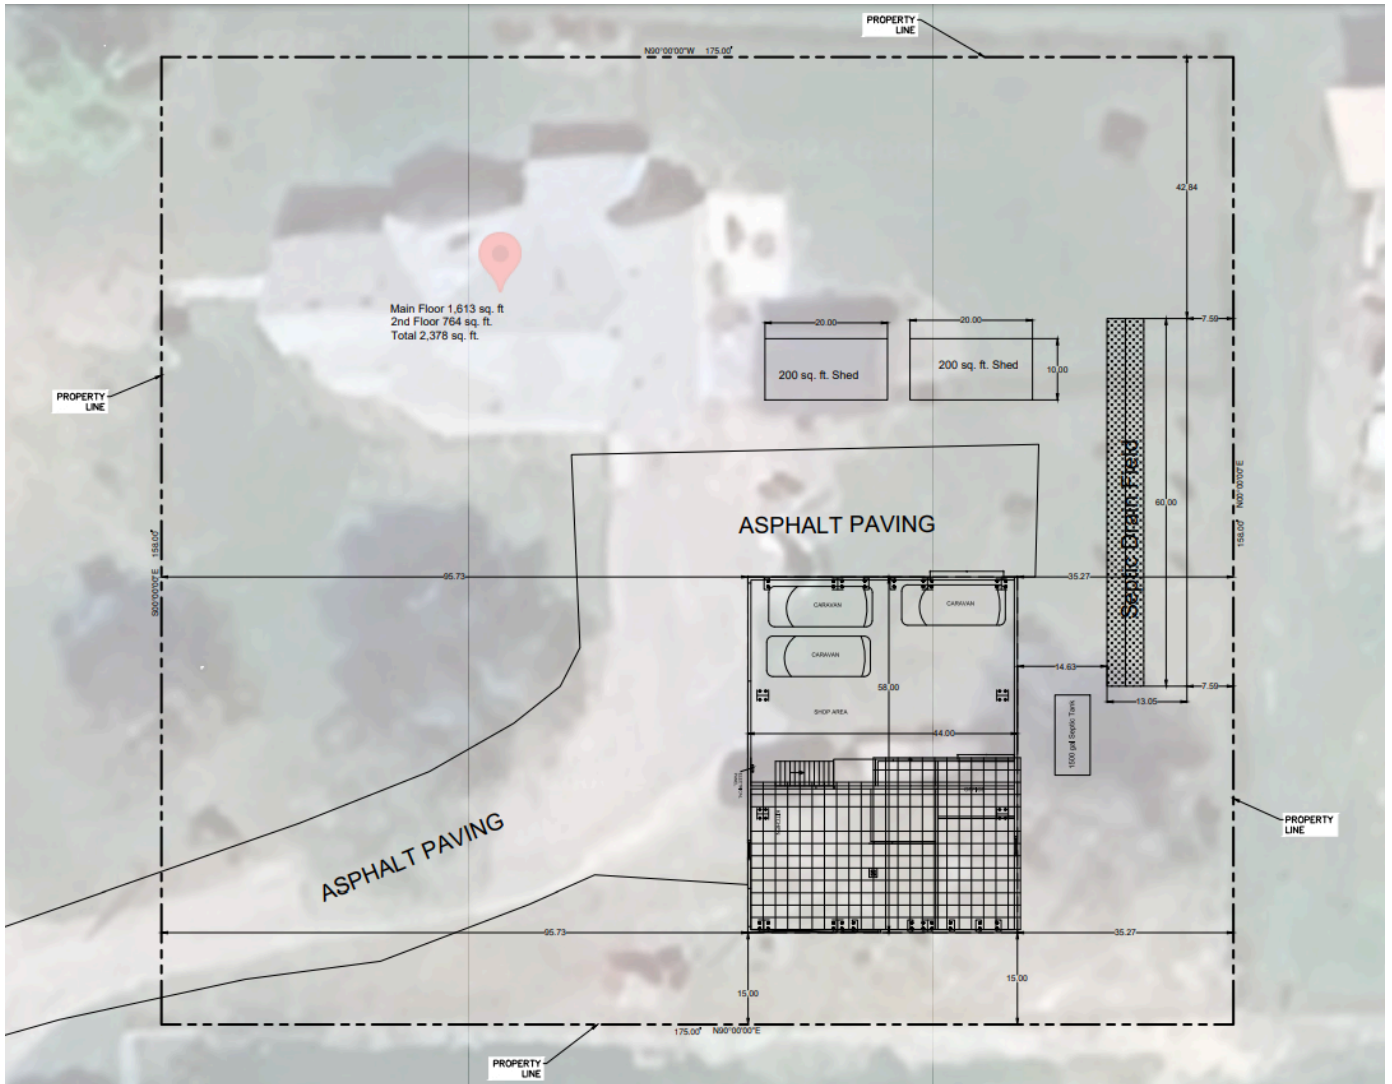 PROPERTY
LINE
N90°00'00"W 175.00'
42.84
Main Floor 1,613 sq. ft
2nd Floor 764 sq. ft.
Total 2,378 sq. ft.
20.00
20.00
7.59
200 sq. ft. Shed
200 sq. ft. Shed
10.00
PROPERTY
LINE
Septic Drain Field
60.00
N00°00'00"E
158.00'
S00°00'00"E 158.00'
ASPHALT PAVING
95.73
35.27
CARAVAN
CARAVAN
CARAVAN
14.63
58.00
7.59
13.05
SHOP AREA
44.00
1500 gal Septic Tank
ASPHALT PAVING
KITCHEN
PROPERTY
LINE
95.73
35.27
15.00
15.00
175.00' N90°00'00"E
PROPERTY
LINE